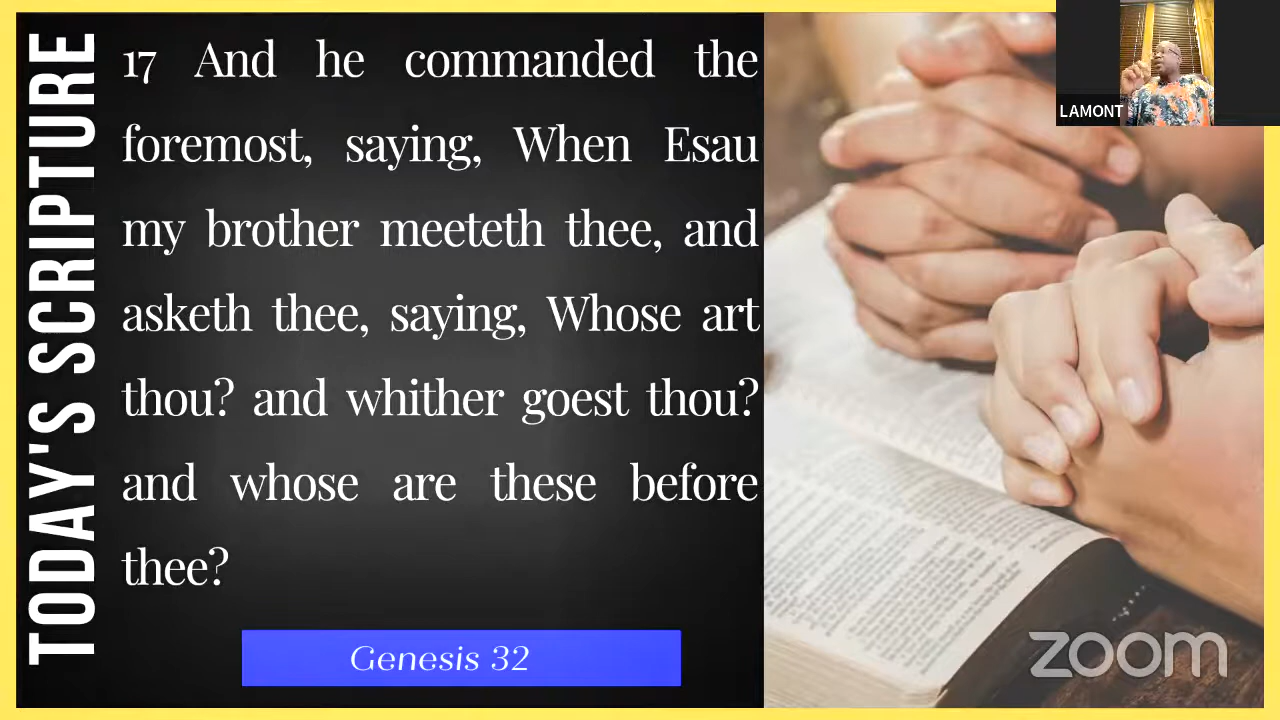 TODAY'S SCRIPTURE
17 And he commanded the
foremost, saying, When Esau
my brother meeteth thee, and
asketh thee, saying, Whose art
thou? and whither goest thou?
and whose are these before
thee?
Genesis 32
LAMONT
zoom